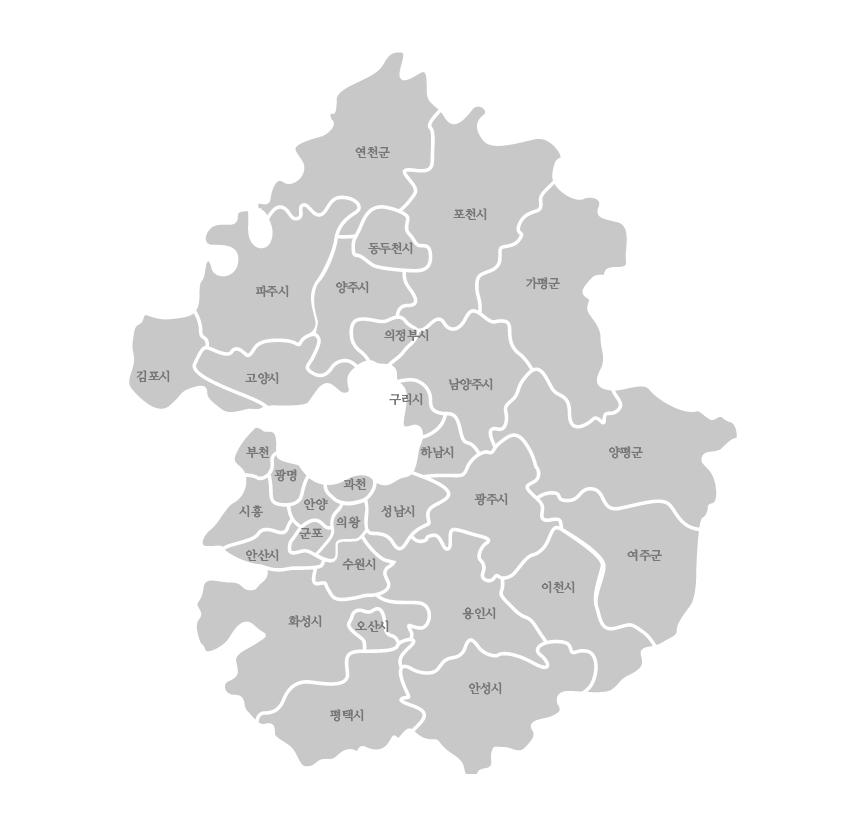 연천군
포천시
동두천시
가평군
양주시
파주시
의정부시
김포시
고양시
남양주시
구리시
부천
하남시
양평군
광명
과천
안양
시흥
성남시
광주시
의왕
군포
안산시
수원시
여주군
이천시
화성시
오산시
용인시
안성시
평택시